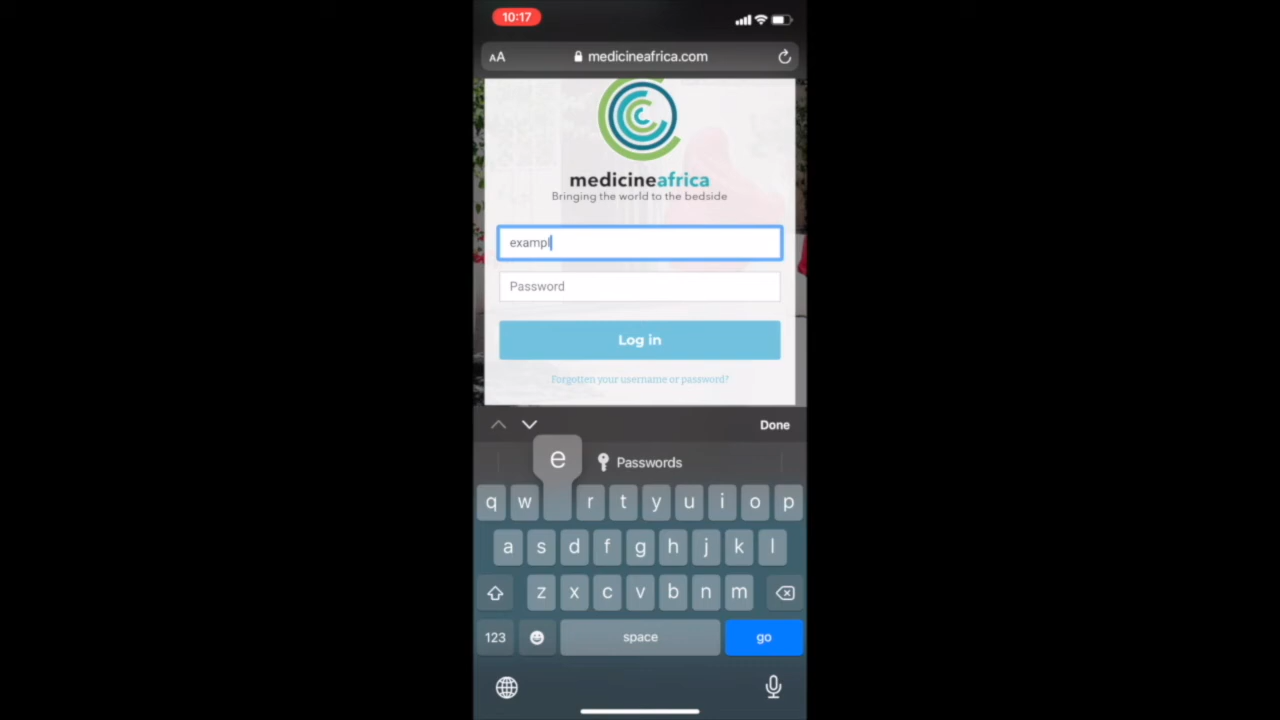 10:17
AA medicineafrica.com
medicineafrica
Bringing the world to the bedside
exampl
Password
Log in
Forgotten your username or password?
Done
e
Passwords
q w r t y u i o p
a s d f g h j k l
z x c v b n m
123 space go